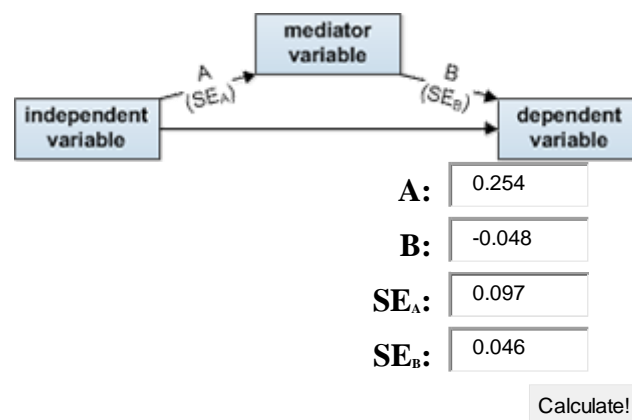 mediator
variable
A
(SEA)
B
(SEB)
independent
variable
dependent
variable
A: 0.254
B: -0.048
SEA: 0.097
SEB: 0.046
Calculate!